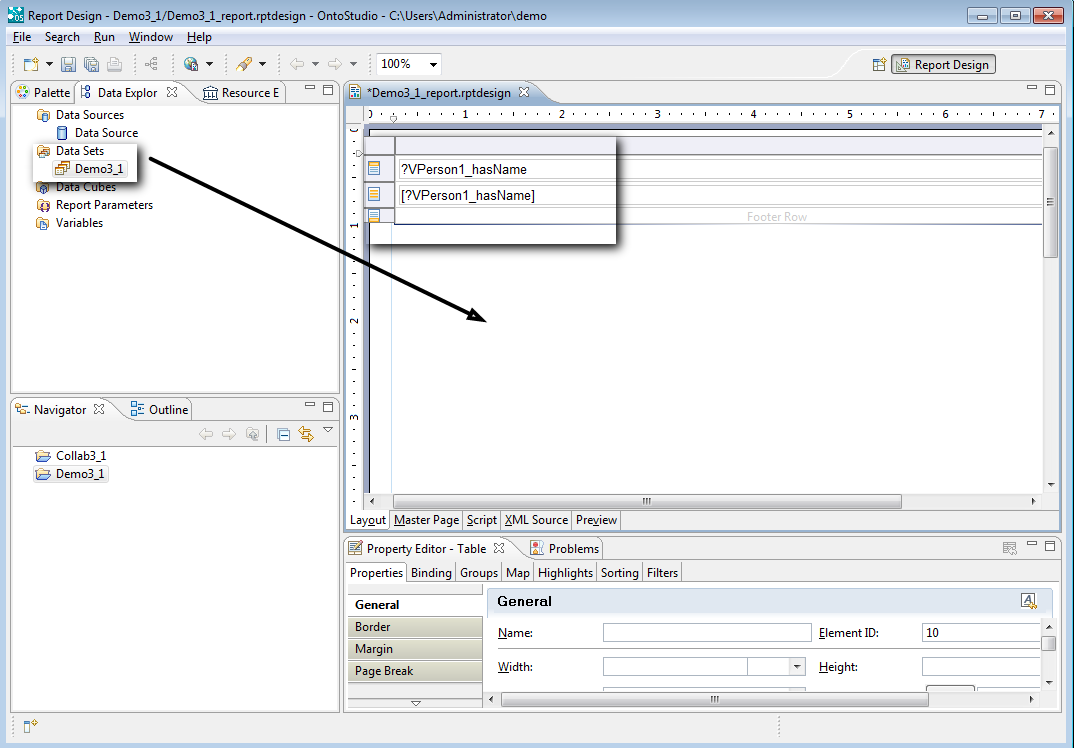 Report Design - Demo3_1/Demo3_1_report.rptdesign - OntoStudio - C:\Users\Administrator\demo
File Search Run Window Help
100%
Report Design
Palette Data Explor Resource E
Data Sources
Data Source
Data Sets
Demo3_1
Data Cubes
Report Parameters
Variables
*Demo3_1_report.rptdesign
0 1 2 3 4 5 6 7
?VPerson1_hasName
[?VPerson1_hasName]
Footer Row
0
1
2
3
Layout Master Page Script XML Source Preview
Navigator Outline
Collab3_1
Demo3_1
Property Editor - Table Problems
Properties Binding Groups Map Highlights Sorting Filters
General
Border
Margin
Page Break
General
Name: Element ID: 10
Width: Height: